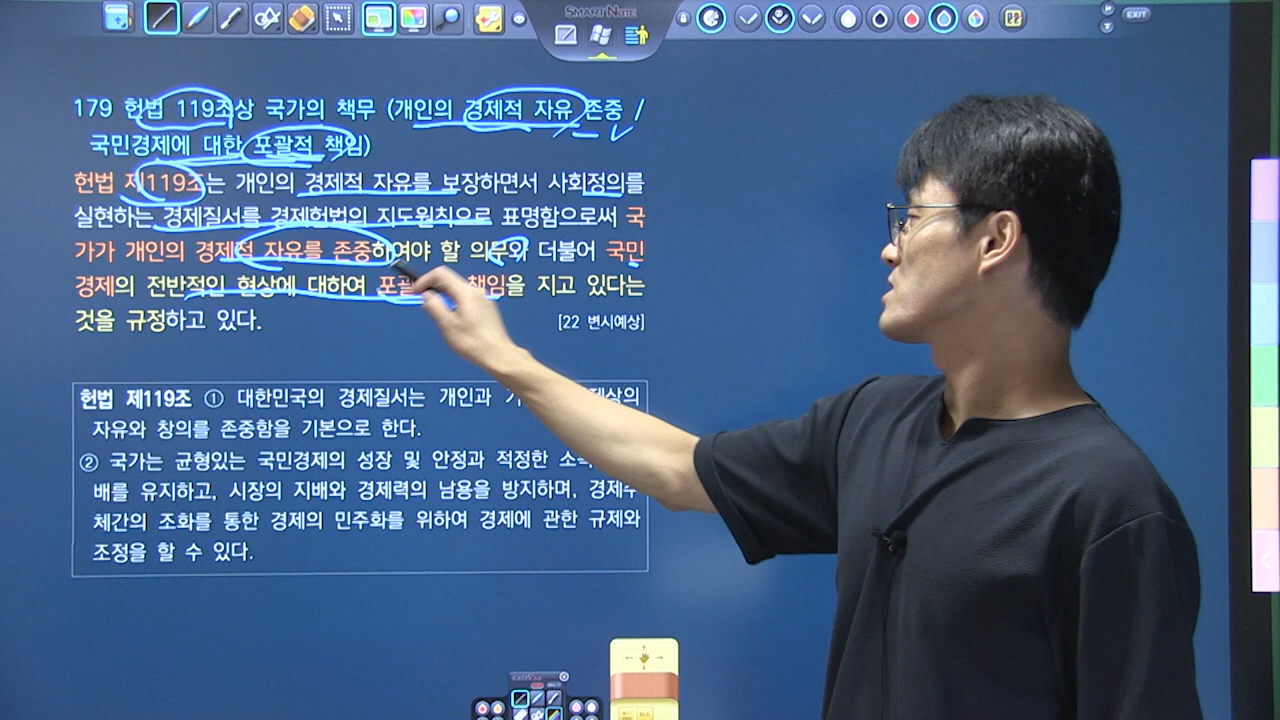 SMART NOTE
EXIT
179 헌법 119조상 국가의 책무 (개인의 경제적 자유 존중 /
국민경제에 대한 포괄적 책임)
헌법 제119조는 개인의 경제적 자유를 보장하면서 사회정의를
실현하는 경제질서를 경제헌법의 지도원칙으로 표명함으로써 국
가가 개인의 경제적 자유를 존중하여야 할 의무와 더불어 국민
경제의 전반적인 현상에 대하여 포괄 책임을 지고 있다는
것을 규정하고 있다. [22 변시예상]
헌법 제119조 ① 대한민국의 경제질서는 개인과 제상의
자유와 창의를 존중함을 기본으로 한다.
② 국가는 균형있는 국민경제의 성장 및 안정과 적정한
배를 유지하고, 시장의 지배와 경제력의 남용을 방지하며, 경제주
체간의 조화를 통한 경제의 민주화를 위하여 경제에 관한 규제와
조정을 할 수 있다.
ALL